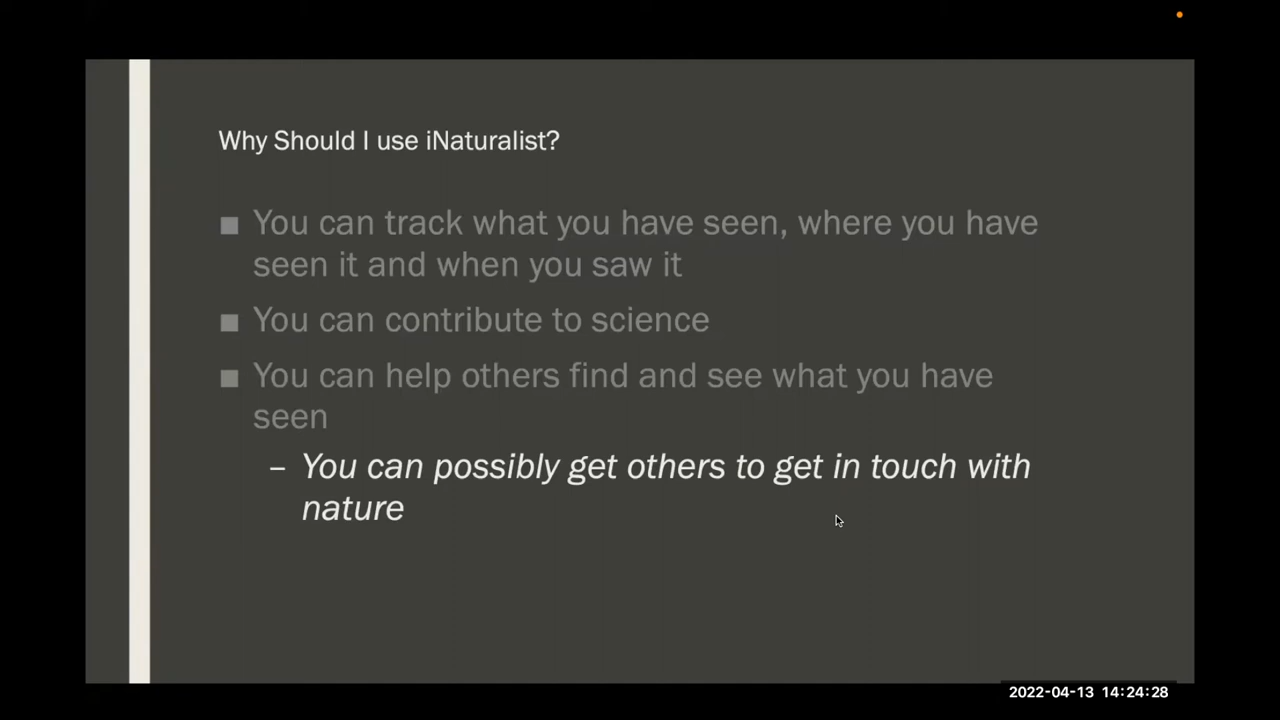 Why Should I use iNaturalist?
■ You can track what you have seen, where you have
seen it and when you saw it
■ You can contribute to science
■ You can help others find and see what you have
seen
– You can possibly get others to get in touch with
nature
2022-04-13 14:24:28